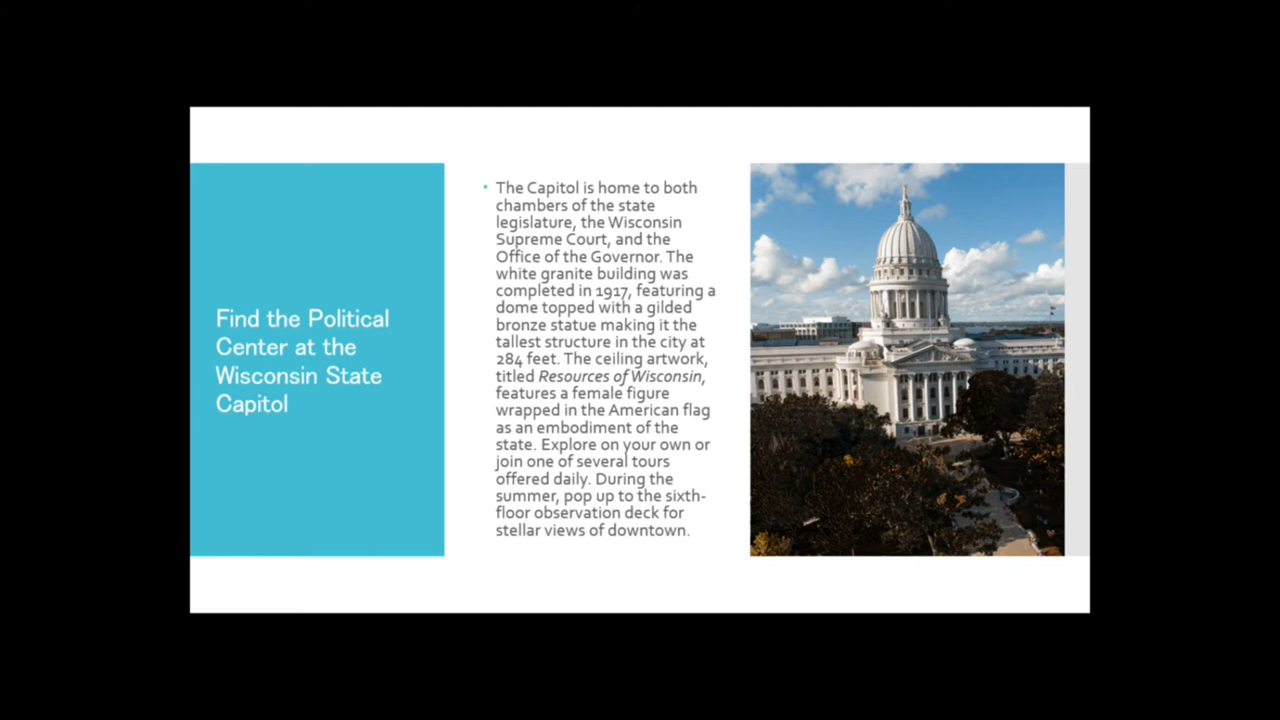 Find the Political
Center at the
Wisconsin State
Capitol
• The Capitol is home to both
chambers of the state
legislature, the Wisconsin
Supreme Court, and the
Office of the Governor. The
white granite building was
completed in 1917, featuring a
dome topped with a gilded
bronze statue making it the
tallest structure in the city at
284 feet. The ceiling artwork,
titled Resources of Wisconsin,
features a female figure
wrapped in the American flag
as an embodiment of the
state. Explore on your own or
join one of several tours
offered daily. During the
summer, pop up to the sixth-
floor observation deck for
stellar views of downtown.